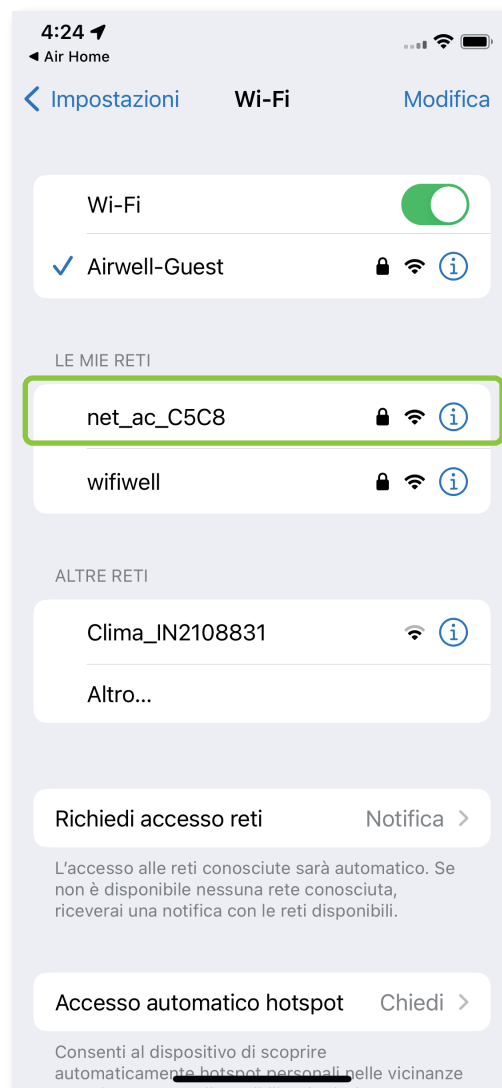 4:24
◀ Air Home
Impostazioni Wi-Fi Modifica
Wi-Fi
Airwell-Guest
LE MIE RETI
net_ac_C5C8
wifiwell
ALTRE RETI
Clima_IN2108831
Altro...
Richiedi accesso reti Notifica
L'accesso alle reti conosciute sarà automatico. Se
non è disponibile nessuna rete conosciuta,
riceverai una notifica con le reti disponibili.
Accesso automatico hotspot Chiedi
Consenti al dispositivo di scoprire
automaticamente hotspot personali nelle vicinanze